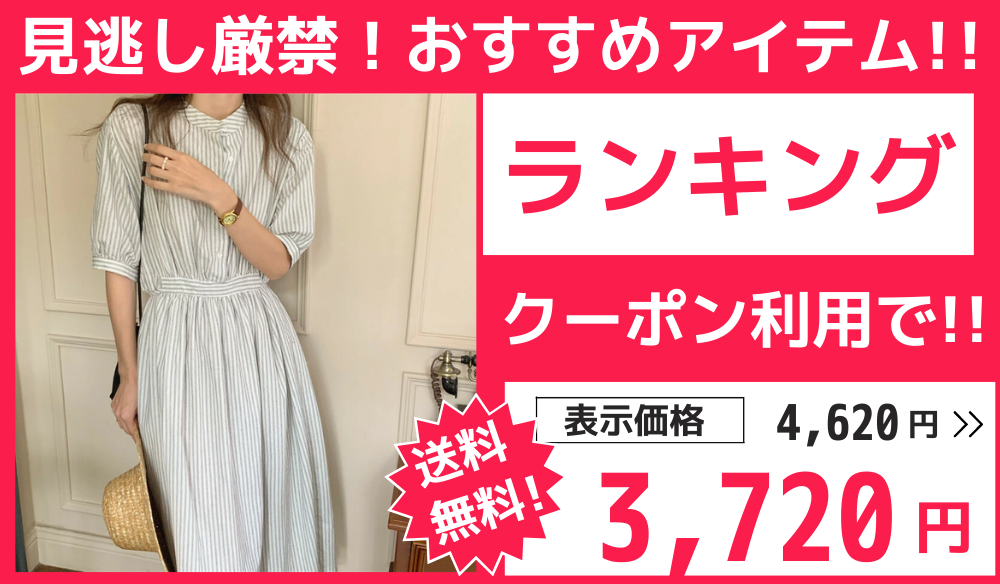 見逃し厳禁！おすすめアイテム!!
ランキング
クーポン利用で!!
表示価格 4,620円 >>
3,720円
送料
無料!